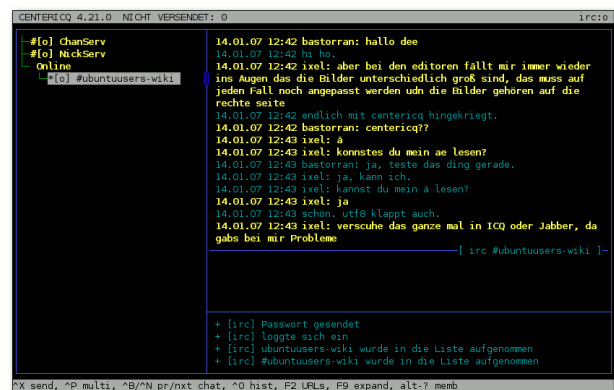 CENTERICQ 4.21.0 NICHT VERSENDET: 0 irc:o
#[o] ChanServ
#[o] NickServ
Online
*[o] #ubuntuusers-wiki
14.01.07 12:42 bastorran: hallo dee
14.01.07 12:42 hi ho.
14.01.07 12:42 ixel: aber bei den editoren fällt mir immer wieder
ins Augen das die Bilder unterschiedlich groß sind, das muss auf
jeden Fall noch angepasst werden udn die Bilder gehören auf die
rechte seite
14.01.07 12:42 endlich mit centericq hingekriegt.
14.01.07 12:42 bastorran: centericq??
14.01.07 12:43 ixel: ä
14.01.07 12:43 ixel: konnstes du mein ae lesen?
14.01.07 12:43 bastorran: ja, teste das ding gerade.
14.01.07 12:43 ixel: ja, kann ich.
14.01.07 12:43 ixel: kannst du mein ä lesen?
14.01.07 12:43 ixel: ja
14.01.07 12:43 schön. utf8 klappt auch.
14.01.07 12:43 ixel: verscuhe das ganze mal in ICQ oder Jabber, da
gabs bei mir Probleme
[ irc #ubuntuusers-wiki ]
+ [irc] Passwort gesendet
+ [irc] loggte sich ein
+ [irc] ubuntuusers-wiki wurde in die Liste aufgenommen
+ [irc] #ubuntuusers-wiki wurde in die Liste aufgenommen
^X send, ^P multi, ^B/^N pr/nxt chat, ^O hist, F2 URLs, F9 expand, alt-? memb